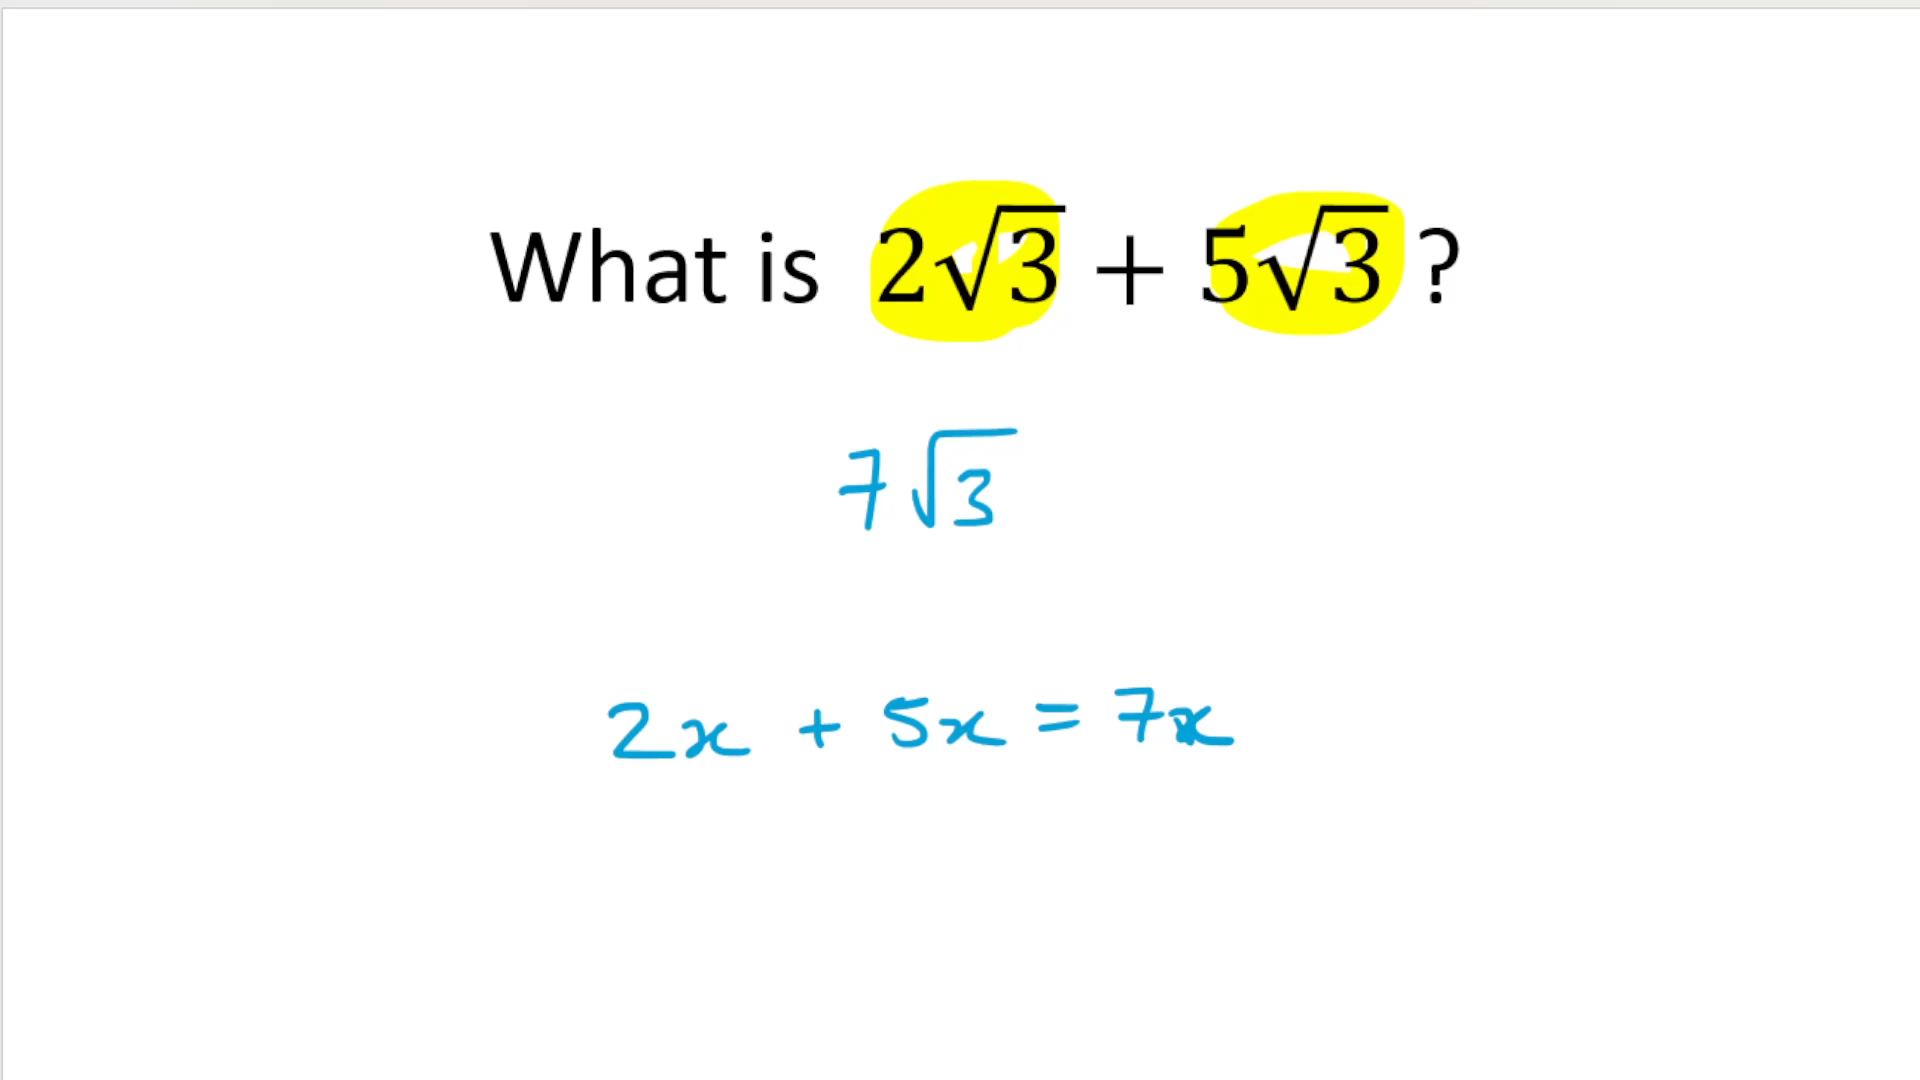 What is 2√3 + 5√3 ?
7√3
2x + 5x = 7x